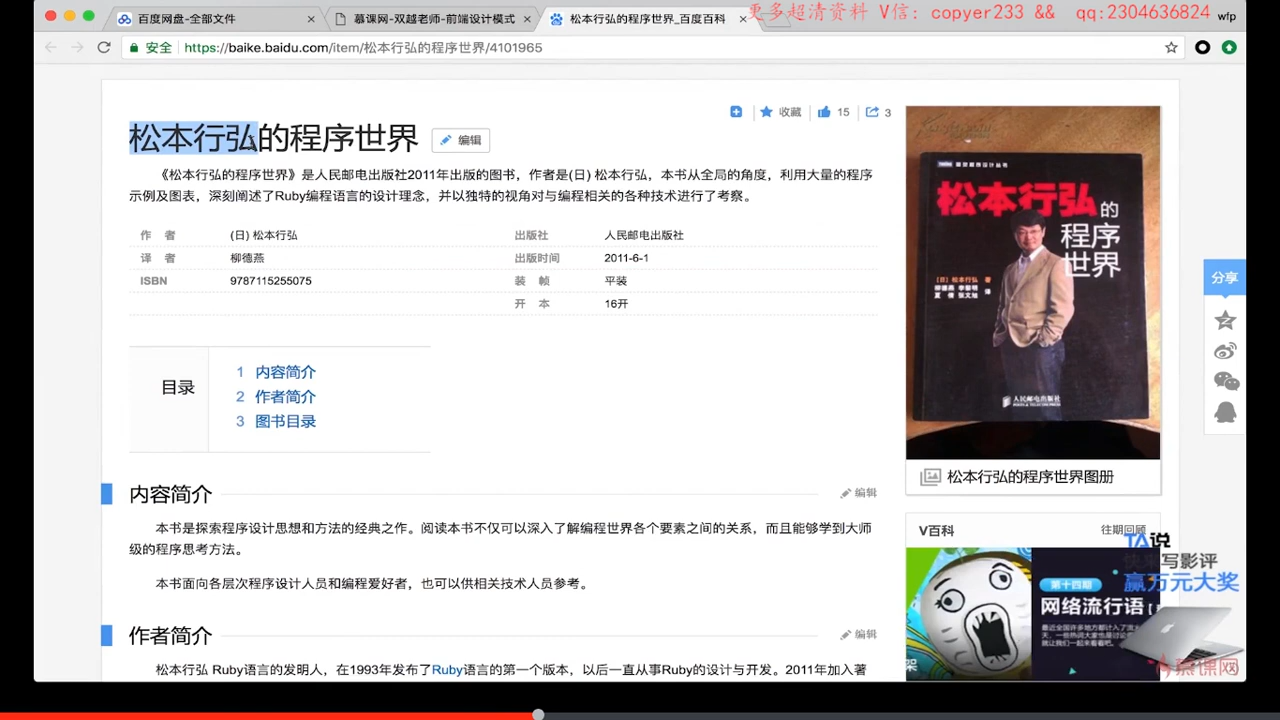 百度网盘-全部文件
慕课网-双越老师-前端设计模式
松本行弘的程序世界_百度百科
更多超清资料 V信: copyer233 && qq:2304636824
wfp
安全
https://baike.baidu.com/item/松本行弘的程序世界/4101965
收藏 15 3
松本行弘的程序世界 编辑
《松本行弘的程序世界》是人民邮电出版社2011年出版的图书，作者是(日) 松本行弘，本书从全局的角度，利用大量的程序
示例及图表，深刻阐述了Ruby编程语言的设计理念，并以独特的视角对与编程相关的各种技术进行了考察。
作 者 (日) 松本行弘 出版社 人民邮电出版社
译 者 柳德燕 出版时间 2011-6-1
ISBN 9787115255075 装 帧 平装
开 本 16开
目录
1 内容简介
2 作者简介
3 图书目录
内容简介 编辑
本书是探索程序设计思想和方法的经典之作。阅读本书不仅可以深入了解编程世界各个要素之间的关系，而且能够学到大师
级的程序思考方法。
本书面向各层次程序设计人员和编程爱好者，也可以供相关技术人员参考。
作者简介 编辑
松本行弘 Ruby语言的发明人，在1993年发布了Ruby语言的第一个版本，以后一直从事Ruby的设计与开发。2011年加入著
松本行弘的
程序
世界
人民邮电出版社
松本行弘的程序世界图册
分享
V百科 往期回顾
TA说
快来写影评
赢万元大奖
第十四期
网络流行语
慕课网